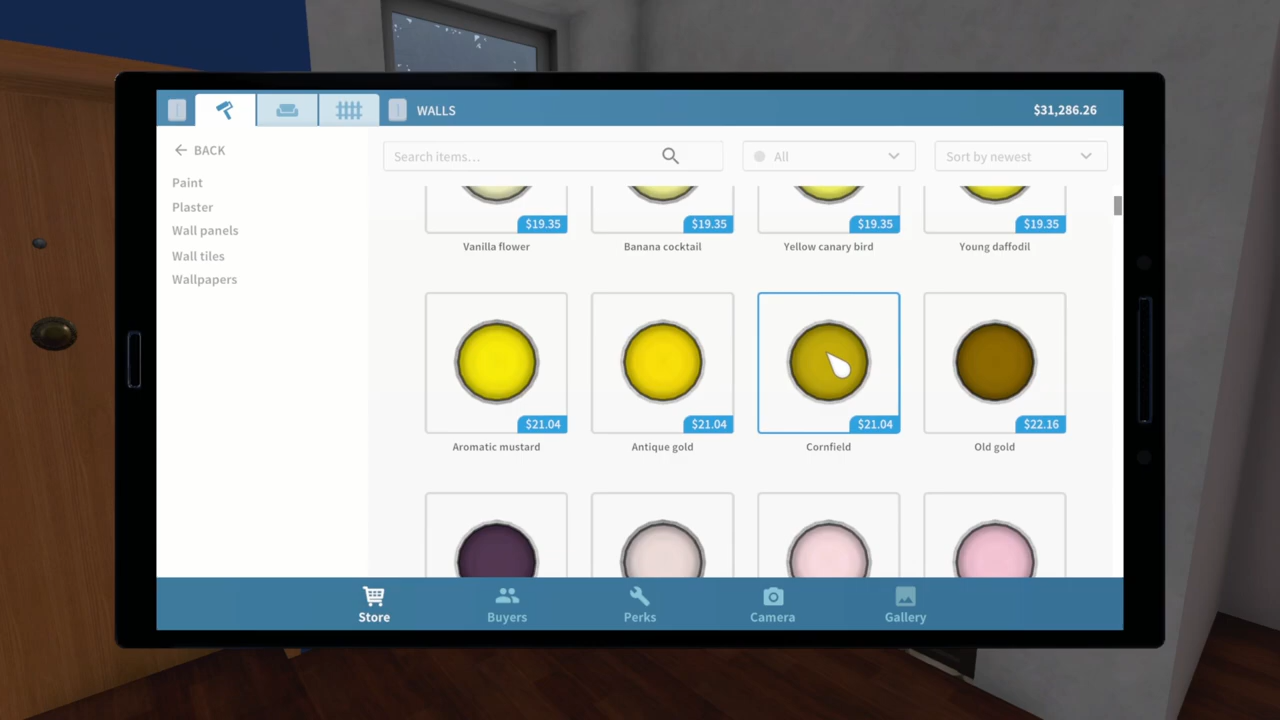 WALLS
$31,286.26
BACK
Search items...
All
Sort by newest
Paint
Plaster
Wall panels
Wall tiles
Wallpapers
$19.35
$19.35
$19.35
$19.35
Vanilla flower
Banana cocktail
Yellow canary bird
Young daffodil
$21.04
$21.04
$21.04
$22.16
Aromatic mustard
Antique gold
Cornfield
Old gold
Store
Buyers
Perks
Camera
Gallery